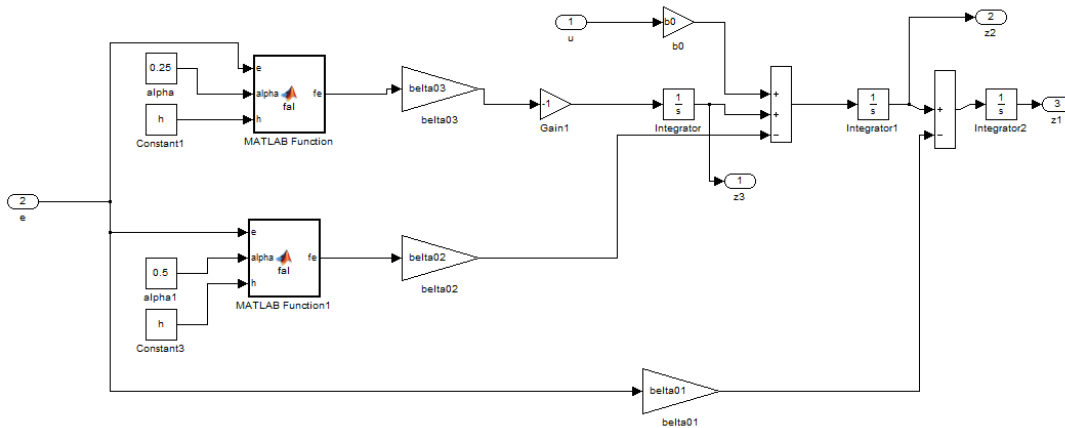 1
u
b0
b0
2
z2
0.25
alpha
e
alpha
h
fal
fe
MATLAB Function
h
Constant1
belta03
belta03
-1
Gain1
1
s
Integrator
+
+
−
1
s
Integrator1
+
−
1
s
Integrator2
3
z1
1
z3
2
e
e
alpha
h
fal
fe
MATLAB Function1
0.5
alpha1
h
Constant3
belta02
belta02
belta01
belta01